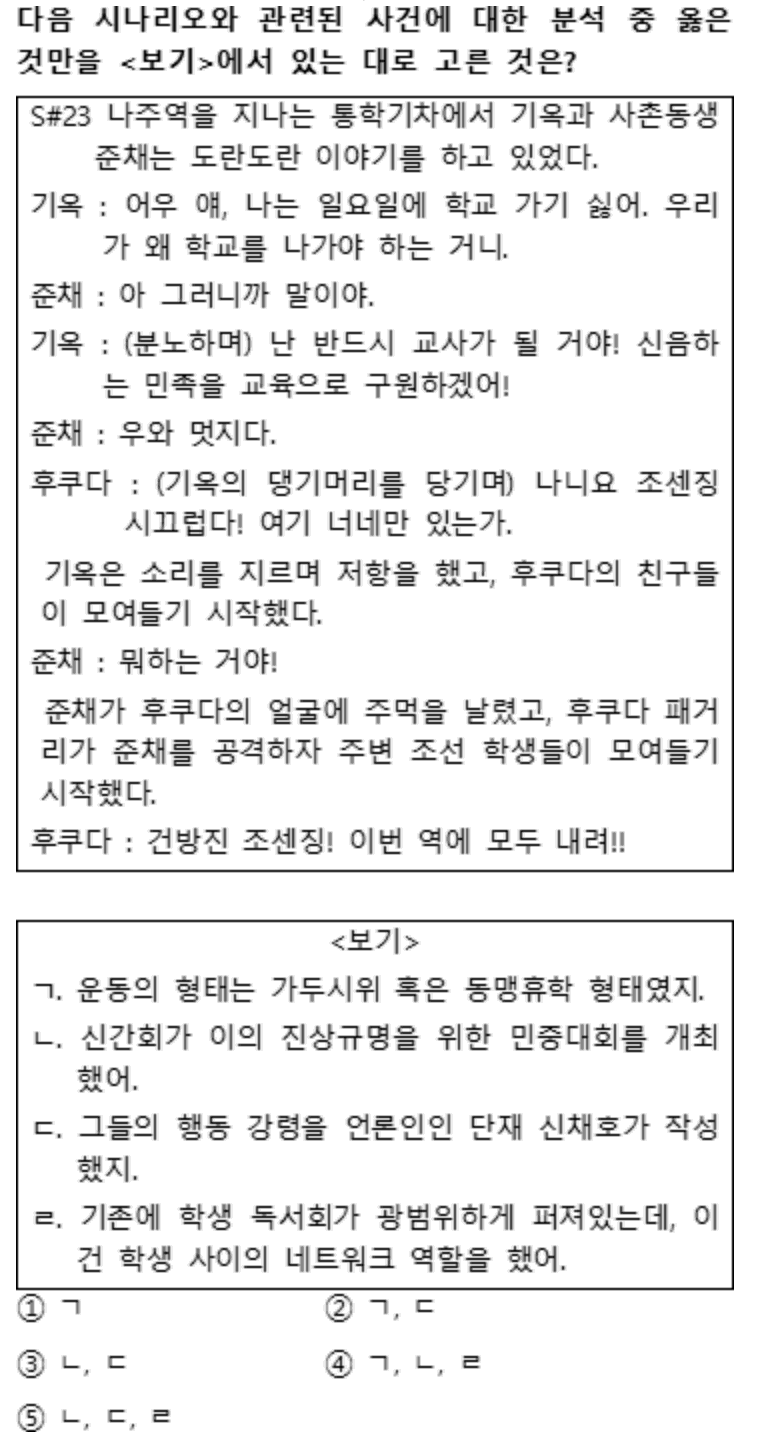 다음 시나리오와 관련된 사건에 대한 분석 중 옳은
것만을 <보기>에서 있는 대로 고른 것은?
S#23 나주역을 지나는 통학기차에서 기옥과 사촌동생
준채는 도란도란 이야기를 하고 있었다.
기옥 : 어우 얘, 나는 일요일에 학교 가기 싫어. 우리
가 왜 학교를 나가야 하는 거니.
준채 : 아 그러니까 말이야.
기옥 : (분노하며) 난 반드시 교사가 될 거야! 신음하
는 민족을 교육으로 구원하겠어!
준채 : 우와 멋지다.
후쿠다 : (기옥의 댕기머리를 당기며) 나니요 조센징
시끄럽다! 여기 너네만 있는가.
기옥은 소리를 지르며 저항을 했고, 후쿠다의 친구들
이 모여들기 시작했다.
준채 : 뭐하는 거야!
준채가 후쿠다의 얼굴에 주먹을 날렸고, 후쿠다 패거
리가 준채를 공격하자 주변 조선 학생들이 모여들기
시작했다.
후쿠다 : 건방진 조센징! 이번 역에 모두 내려!!
<보기>
ㄱ. 운동의 형태는 가두시위 혹은 동맹휴학 형태였지.
ㄴ. 신간회가 이의 진상규명을 위한 민중대회를 개최
했어.
ㄷ. 그들의 행동 강령을 언론인인 단재 신채호가 작성
했지.
ㄹ. 기존에 학생 독서회가 광범위하게 퍼져있는데, 이
건 학생 사이의 네트워크 역할을 했어.
① ㄱ ② ㄱ, ㄷ
③ ㄴ, ㄷ ④ ㄱ, ㄴ, ㄹ
⑤ ㄴ, ㄷ, ㄹ